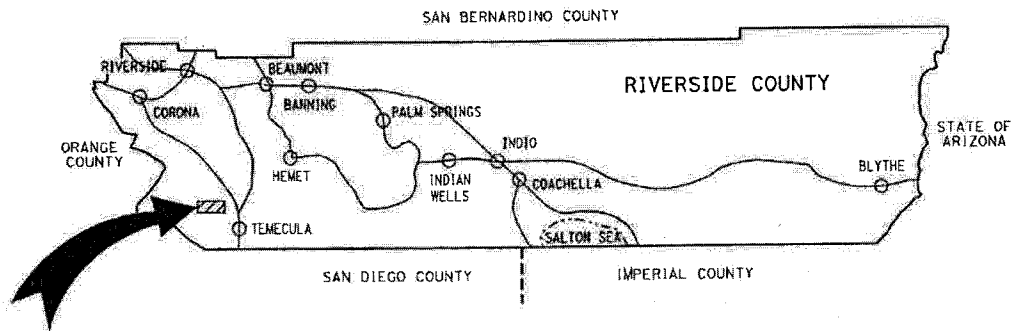 SAN BERNARDINO COUNTY
RIVERSIDE
BEAUMONT
RIVERSIDE COUNTY
CORONA
BANNING
PALM SPRINGS
STATE OF
ARIZONA
ORANGE
COUNTY
INDIO
HEMET
INDIAN
WELLS
COACHELLA
BLYTHE
TEMECULA
SALTON SEA
SAN DIEGO COUNTY
IMPERIAL COUNTY